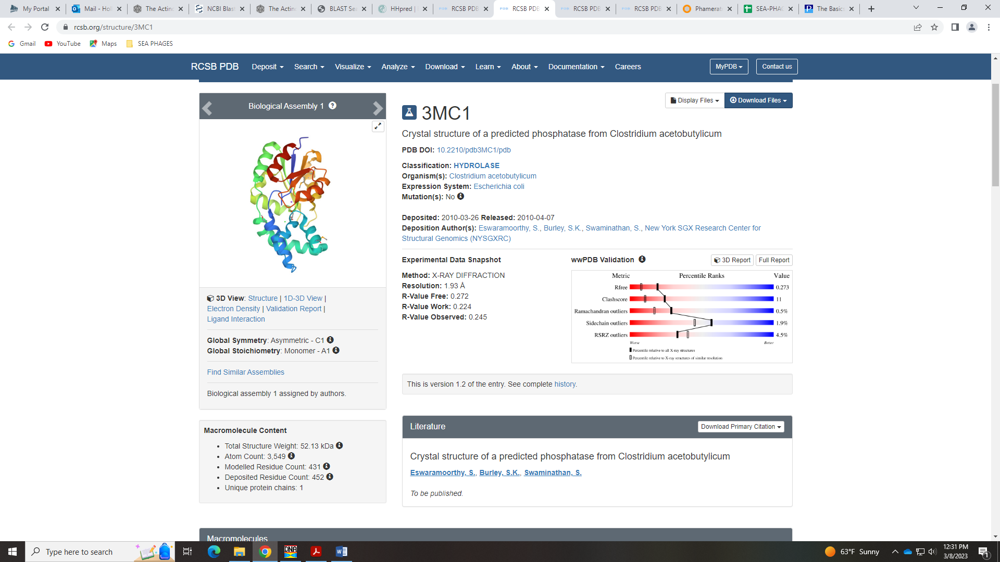 My Portal
Mail - Hol
The Actino
NCBI Blast
The Actino
BLAST Sea
HHpred |
RCSB PDB
RCSB PDB
RCSB PDB
RCSB PDB
Phamerat
SEA-PHAG
The Basics
rcsb.org/structure/3MC1
Gmail
YouTube
Maps
SEA PHAGES
RCSB PDB
Deposit
Search
Visualize
Analyze
Download
Learn
About
Documentation
Careers
MyPDB
Contact us
Biological Assembly 1
Display Files
Download Files
3MC1
Crystal structure of a predicted phosphatase from Clostridium acetobutylicum
PDB DOI: 10.2210/pdb3MC1/pdb
Classification: HYDROLASE
Organism(s): Clostridium acetobutylicum
Expression System: Escherichia coli
Mutation(s): No
Deposited: 2010-03-26 Released: 2010-04-07
Deposition Author(s): Eswaramoorthy, S., Burley, S.K., Swaminathan, S., New York SGX Research Center for
Structural Genomics (NYSGXRC)
3D View: Structure | 1D-3D View |
Electron Density | Validation Report |
Ligand Interaction
Global Symmetry: Asymmetric - C1
Global Stoichiometry: Monomer - A1
Find Similar Assemblies
Biological assembly 1 assigned by authors.
Macromolecule Content
• Total Structure Weight: 52.13 kDa
• Atom Count: 3,549
• Modelled Residue Count: 431
• Deposited Residue Count: 452
• Unique protein chains: 1
Experimental Data Snapshot
Method: X-RAY DIFFRACTION
Resolution: 1.93 Å
R-Value Free: 0.272
R-Value Work: 0.224
R-Value Observed: 0.245
wwPDB Validation
3D Report
Full Report
Metric Percentile Ranks Value
Rfree 0.273
Clashscore 11
Ramachandran outliers 0.5%
Sidechain outliers 1.9%
RSRZ outliers 4.5%
Worse Better
Percentile relative to all X-ray structures
Percentile relative to X-ray structures of similar resolution
This is version 1.2 of the entry. See complete history.
Literature
Download Primary Citation
Crystal structure of a predicted phosphatase from Clostridium acetobutylicum
Eswaramoorthy, S., Burley, S.K., Swaminathan, S.
To be published.
Macromolecules
Type here to search
DNA
63°F Sunny
12:31 PM
3/8/2023
1